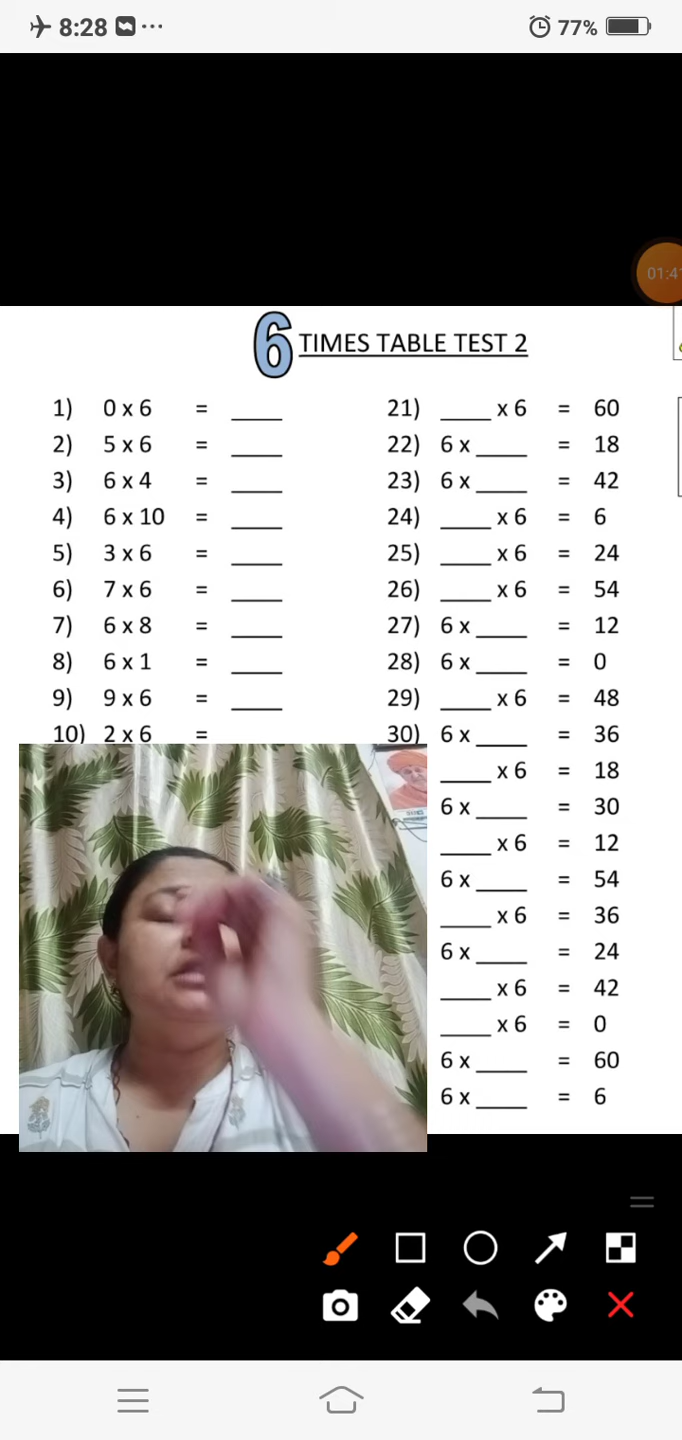 8:28
77%
01:41
6 TIMES TABLE TEST 2
1) 0 x 6 = ____
2) 5 x 6 = ____
3) 6 x 4 = ____
4) 6 x 10 = ____
5) 3 x 6 = ____
6) 7 x 6 = ____
7) 6 x 8 = ____
8) 6 x 1 = ____
9) 9 x 6 = ____
10) 2 x 6 =
21) ____ x 6 = 60
22) 6 x ____ = 18
23) 6 x ____ = 42
24) ____ x 6 = 6
25) ____ x 6 = 24
26) ____ x 6 = 54
27) 6 x ____ = 12
28) 6 x ____ = 0
29) ____ x 6 = 48
30) 6 x ____ = 36
____ x 6 = 18
6 x ____ = 30
____ x 6 = 12
6 x ____ = 54
____ x 6 = 36
6 x ____ = 24
____ x 6 = 42
____ x 6 = 0
6 x ____ = 60
6 x ____ = 6